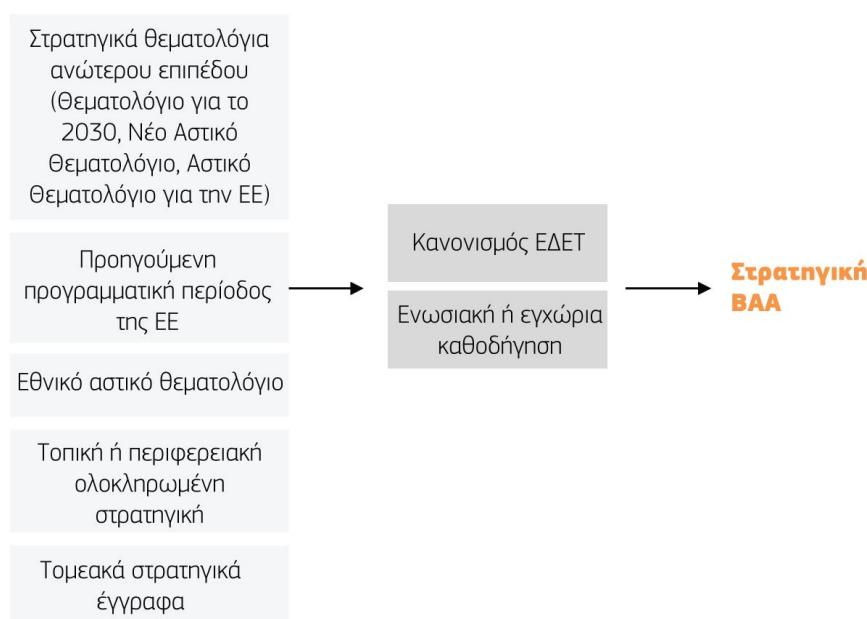 Στρατηγικά θεματολόγια
ανώτερου επιπέδου
(Θεματολόγιο για το
2030, Νέο Αστικό
Θεματολόγιο, Αστικό
Θεματολόγιο για την ΕΕ)
Προηγούμενη
προγραμματική περίοδος
της ΕΕ
Εθνικό αστικό θεματολόγιο
Τοπική ή περιφερειακή
ολοκληρωμένη
στρατηγική
Τομεακά στρατηγικά
έγγραφα
Κανονισμός ΕΔΕΤ
Ενωσιακή ή εγχώρια
καθοδήγηση
Στρατηγική
ΒΑΑ